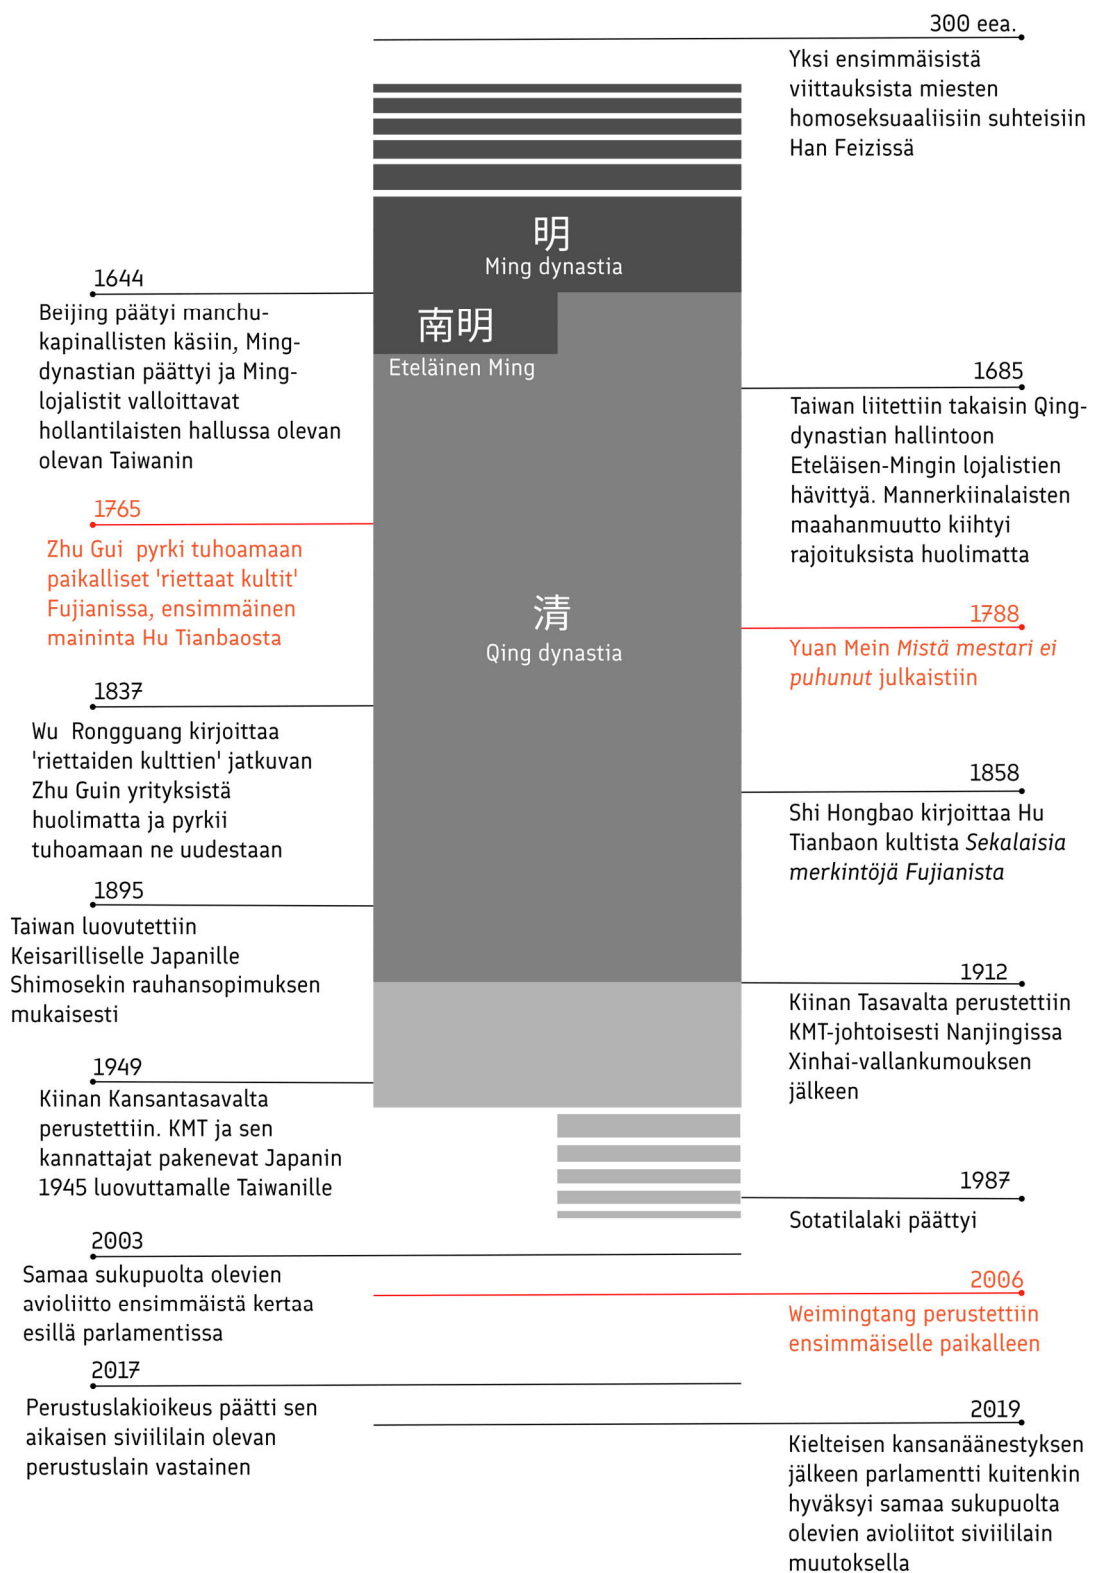 300 eea.
Yksi ensimmäisistä
viittauksista miesten
homoseksuaaliisiin suhteisiin
Han Feizissä
明
Ming dynastia
1644
Beijing päätyi manchu-
kapinallisten käsiin, Ming-
dynastian päättyi ja Ming-
lojalistit valloittavat
hollantilaisten hallussa olevan
olevan Taiwanin
南明
Eteläinen Ming
1685
Taiwan liitettiin takaisin Qing-
dynastian hallintoon
Eteläisen-Mingin lojalistien
hävittyä. Mannerkiinalaisten
maahanmuutto kiihtyi
rajoituksista huolimatta
1765
Zhu Gui  pyrki tuhoamaan
paikalliset 'riettaat kultit'
Fujianissa, ensimmäinen
maininta Hu Tianbaosta
清
Qing dynastia
1788
Yuan Mein Mistä mestari ei
puhunut julkaistiin
1837
Wu  Rongguang kirjoittaa
'riettaiden kulttien' jatkuvan
Zhu Guin yrityksistä
huolimatta ja pyrkii
tuhoamaan ne uudestaan
1858
Shi Hongbao kirjoittaa Hu
Tianbaon kultista Sekalaisia
merkintöjä Fujianista
1895
Taiwan luovutettiin
Keisarilliselle Japanille
Shimosekin rauhansopimuksen
mukaisesti
1912
Kiinan Tasavalta perustettiin
KMT-johtoisesti Nanjingissa
Xinhai-vallankumouksen
jälkeen
1949
Kiinan Kansantasavalta
perustettiin. KMT ja sen
kannattajat pakenevat Japanin
1945 luovuttamalle Taiwanille
1987
Sotatilalaki päättyi
2003
Samaa sukupuolta olevien
avioliitto ensimmäistä kertaa
esillä parlamentissa
2006
Weimingtang perustettiin
ensimmäiselle paikalleen
2017
Perustuslakioikeus päätti sen
aikaisen siviililain olevan
perustuslain vastainen
2019
Kielteisen kansanäänestyksen
jälkeen parlamentti kuitenkin
hyväksyi samaa sukupuolta
olevien avioliitot siviililain
muutoksella